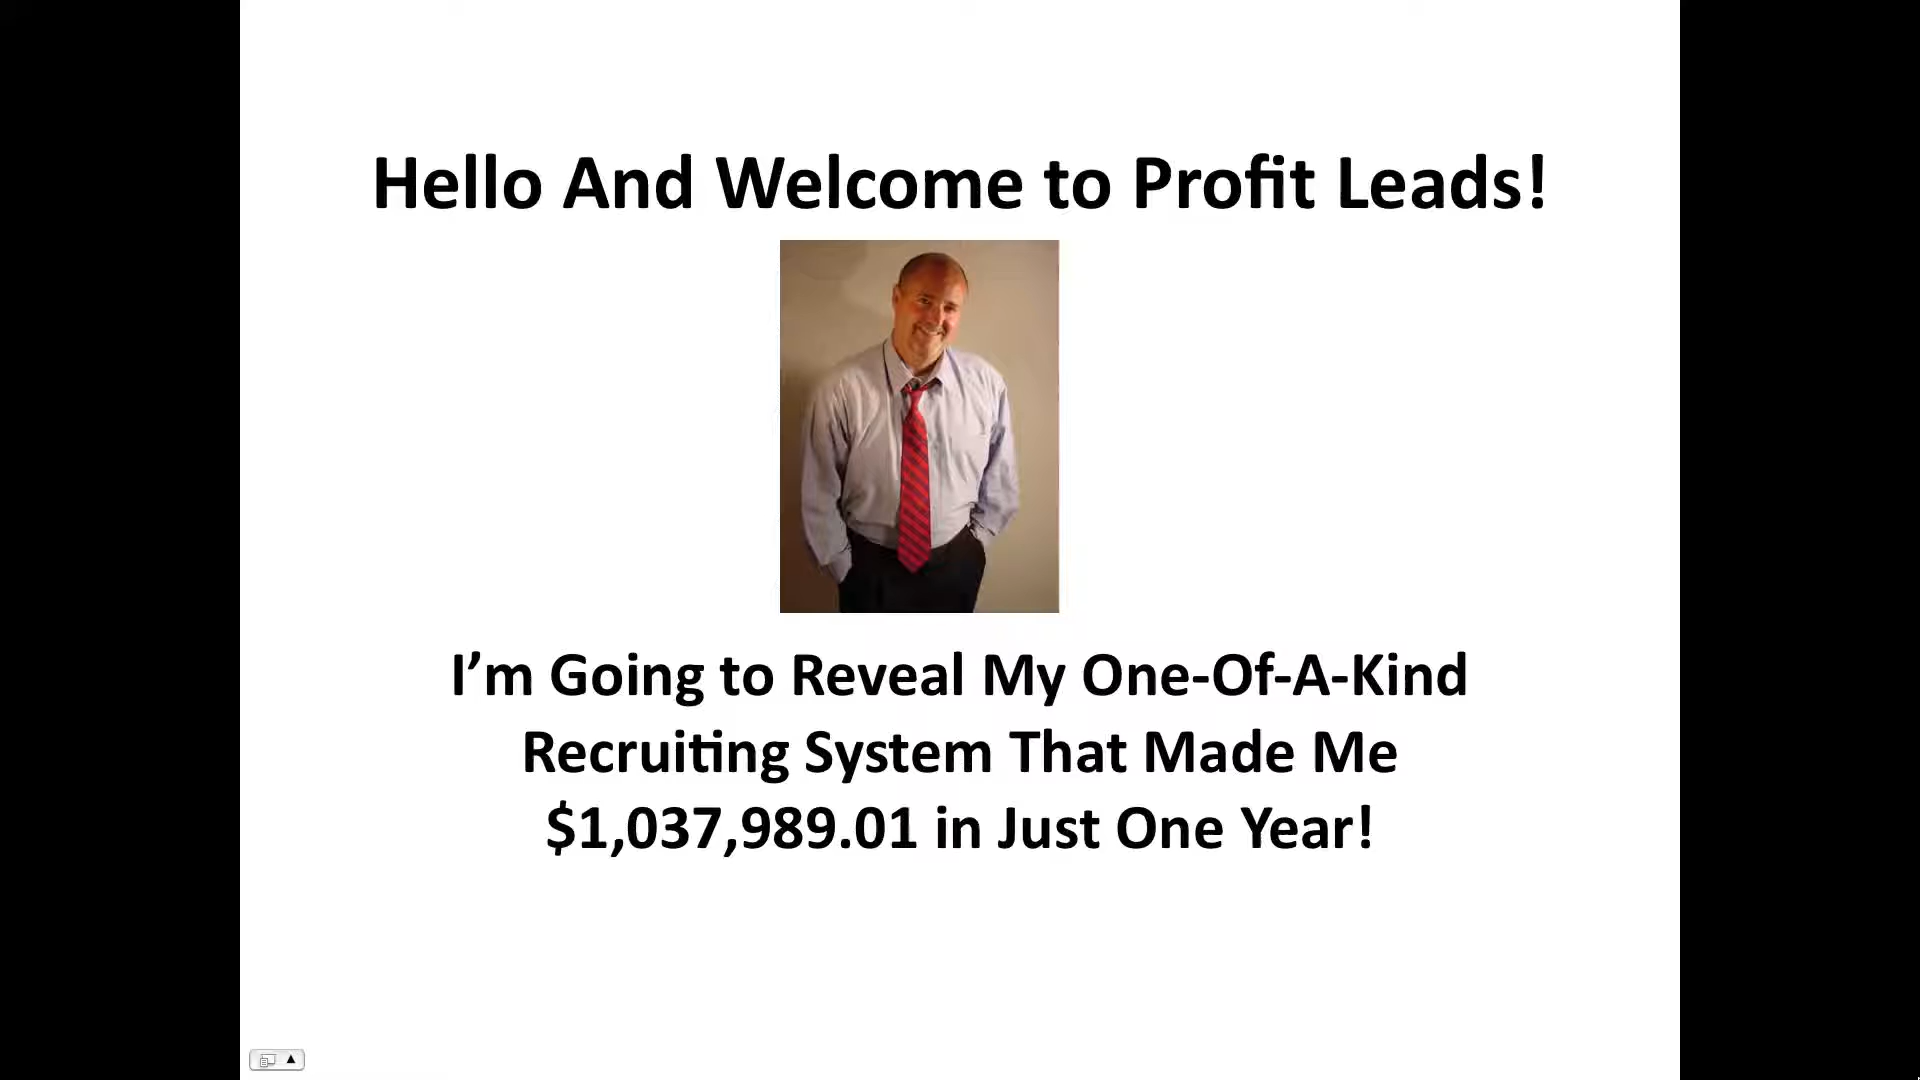 Hello And Welcome to Profit Leads!
I’m Going to Reveal My One-Of-A-Kind
Recruiting System That Made Me
$1,037,989.01 in Just One Year!